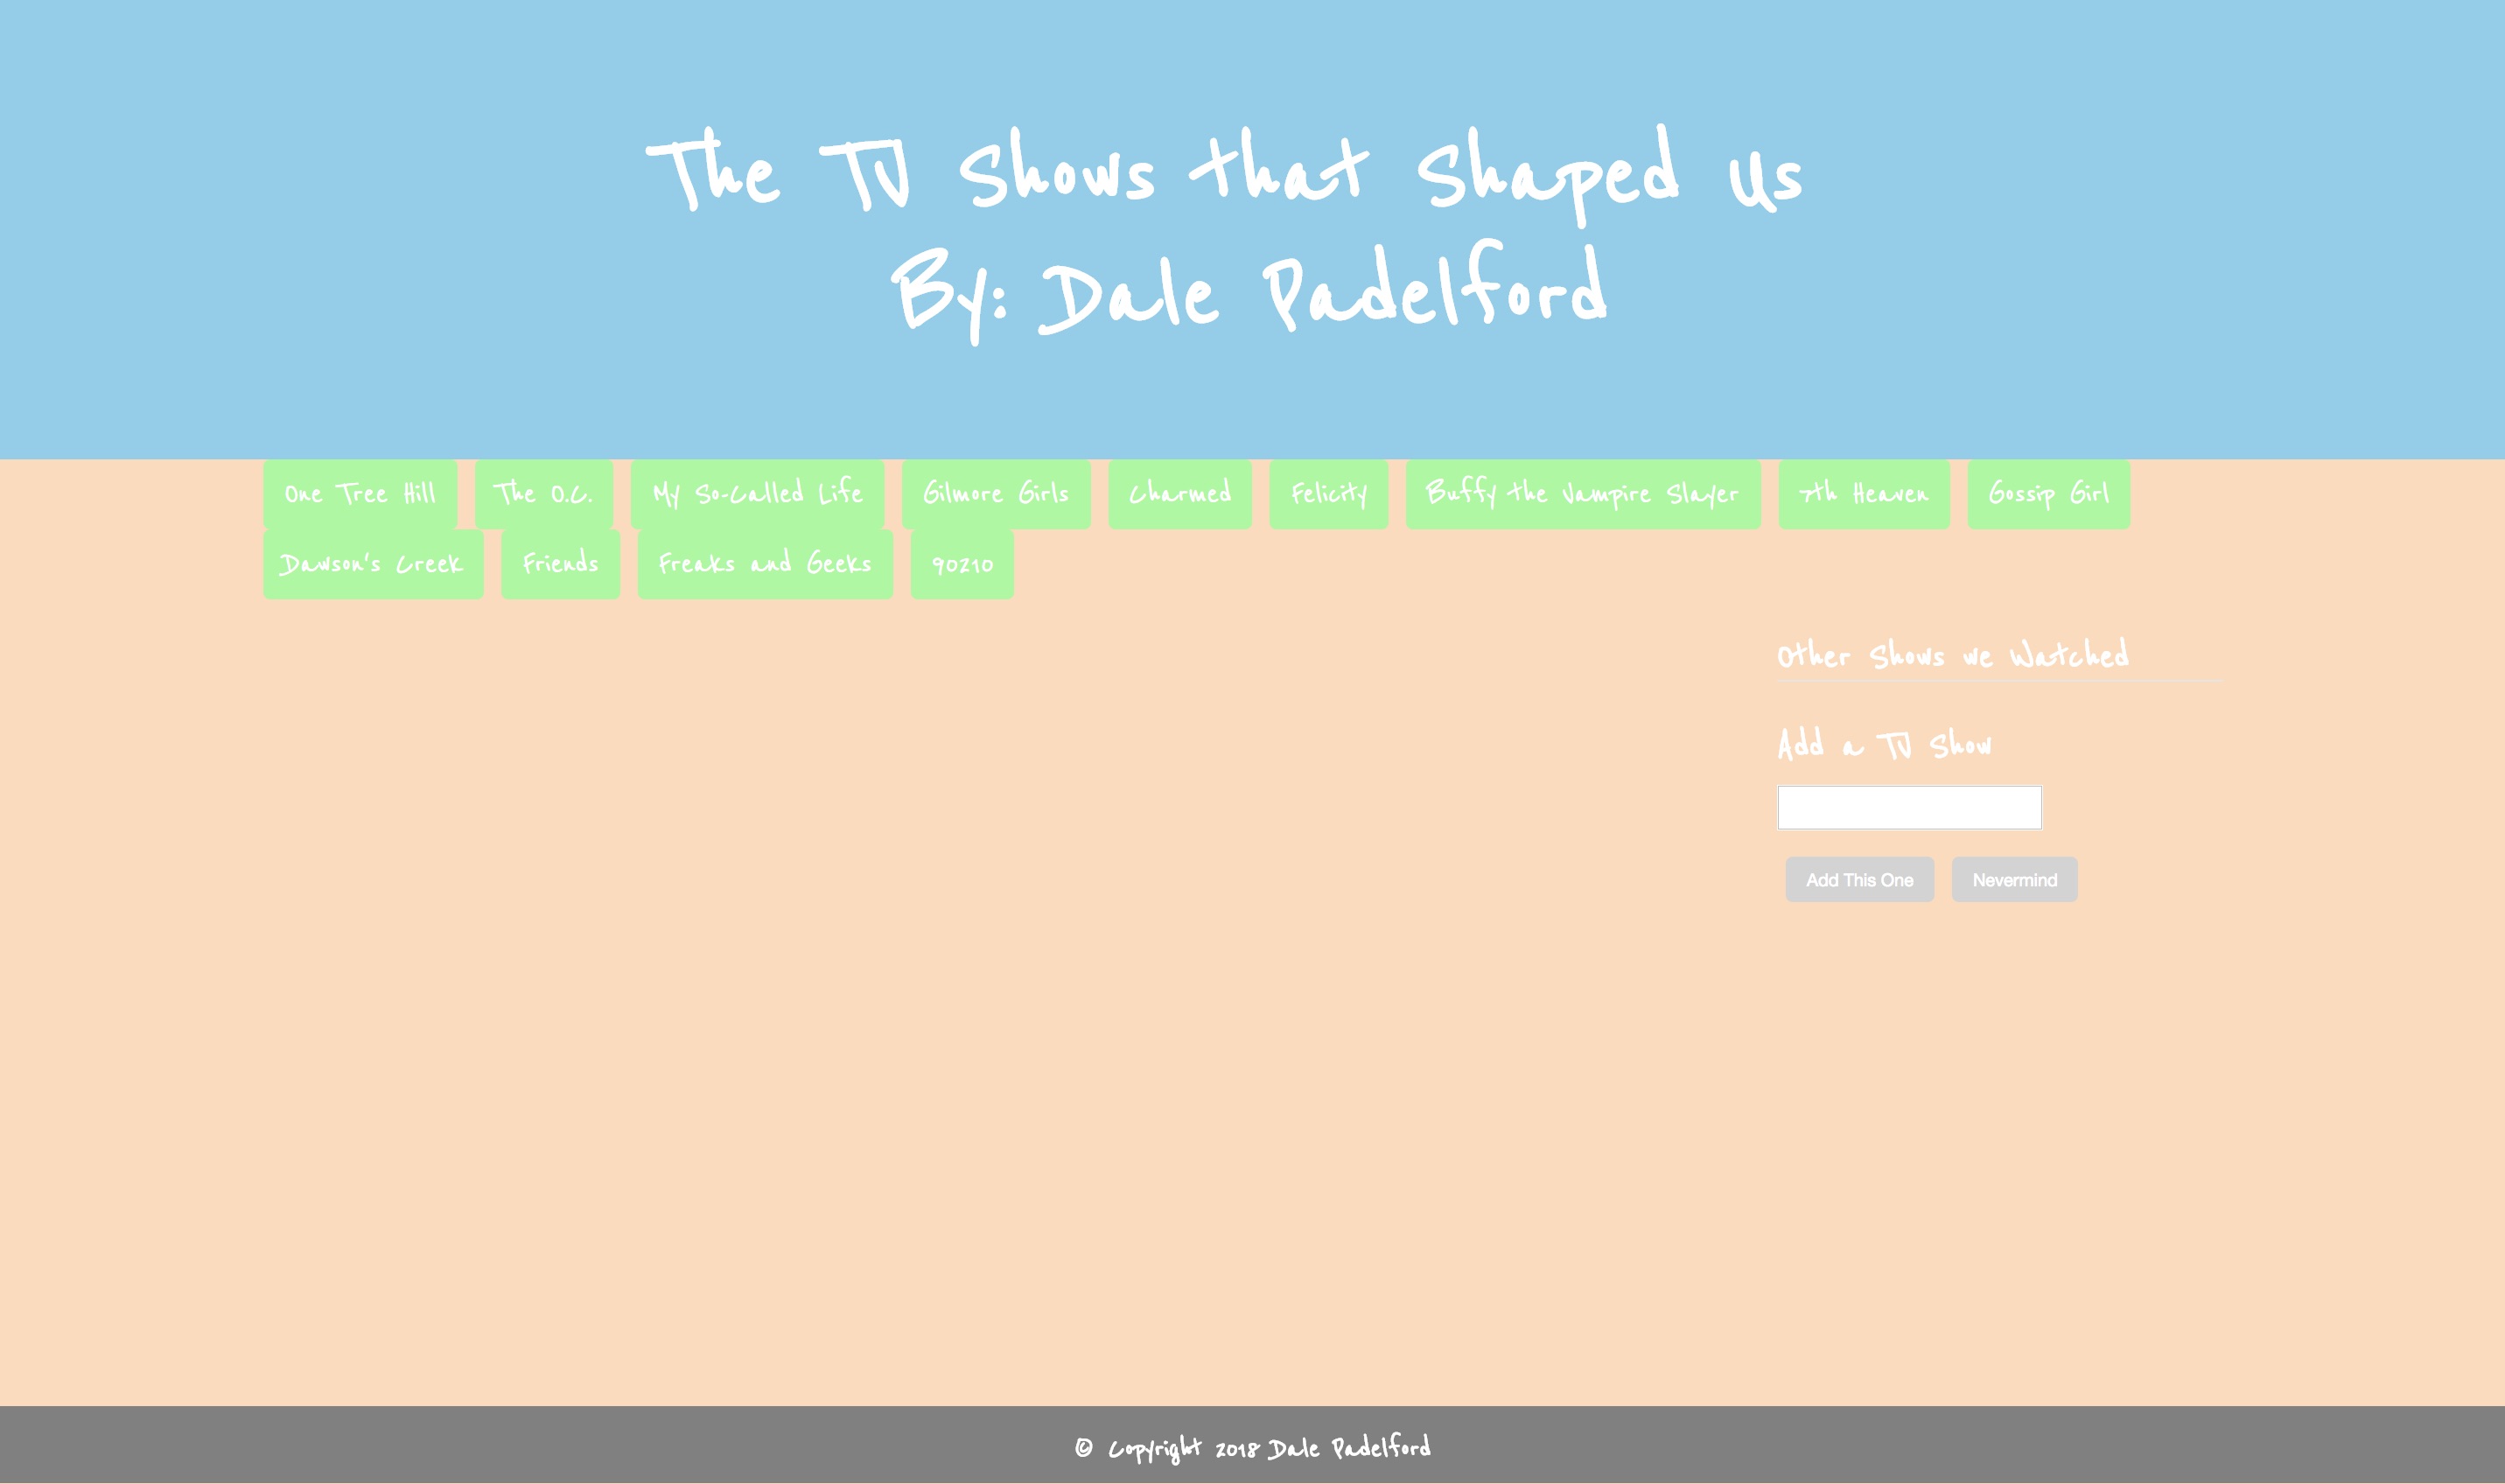 The TV Shows that Shaped Us
By: Dale Padelford
One Tree Hill The O.C. My So-Called Life Gilmore Girls Charmed Felicity Buffy the Vampire Slayer 7th Heaven Gossip Girl
Dawson's Creek Friends Freaks and Geeks 90210
Other Shows we Watched
Add a TV Show
Add This One Nevermind
© Copyright 2018 Dale Padelford